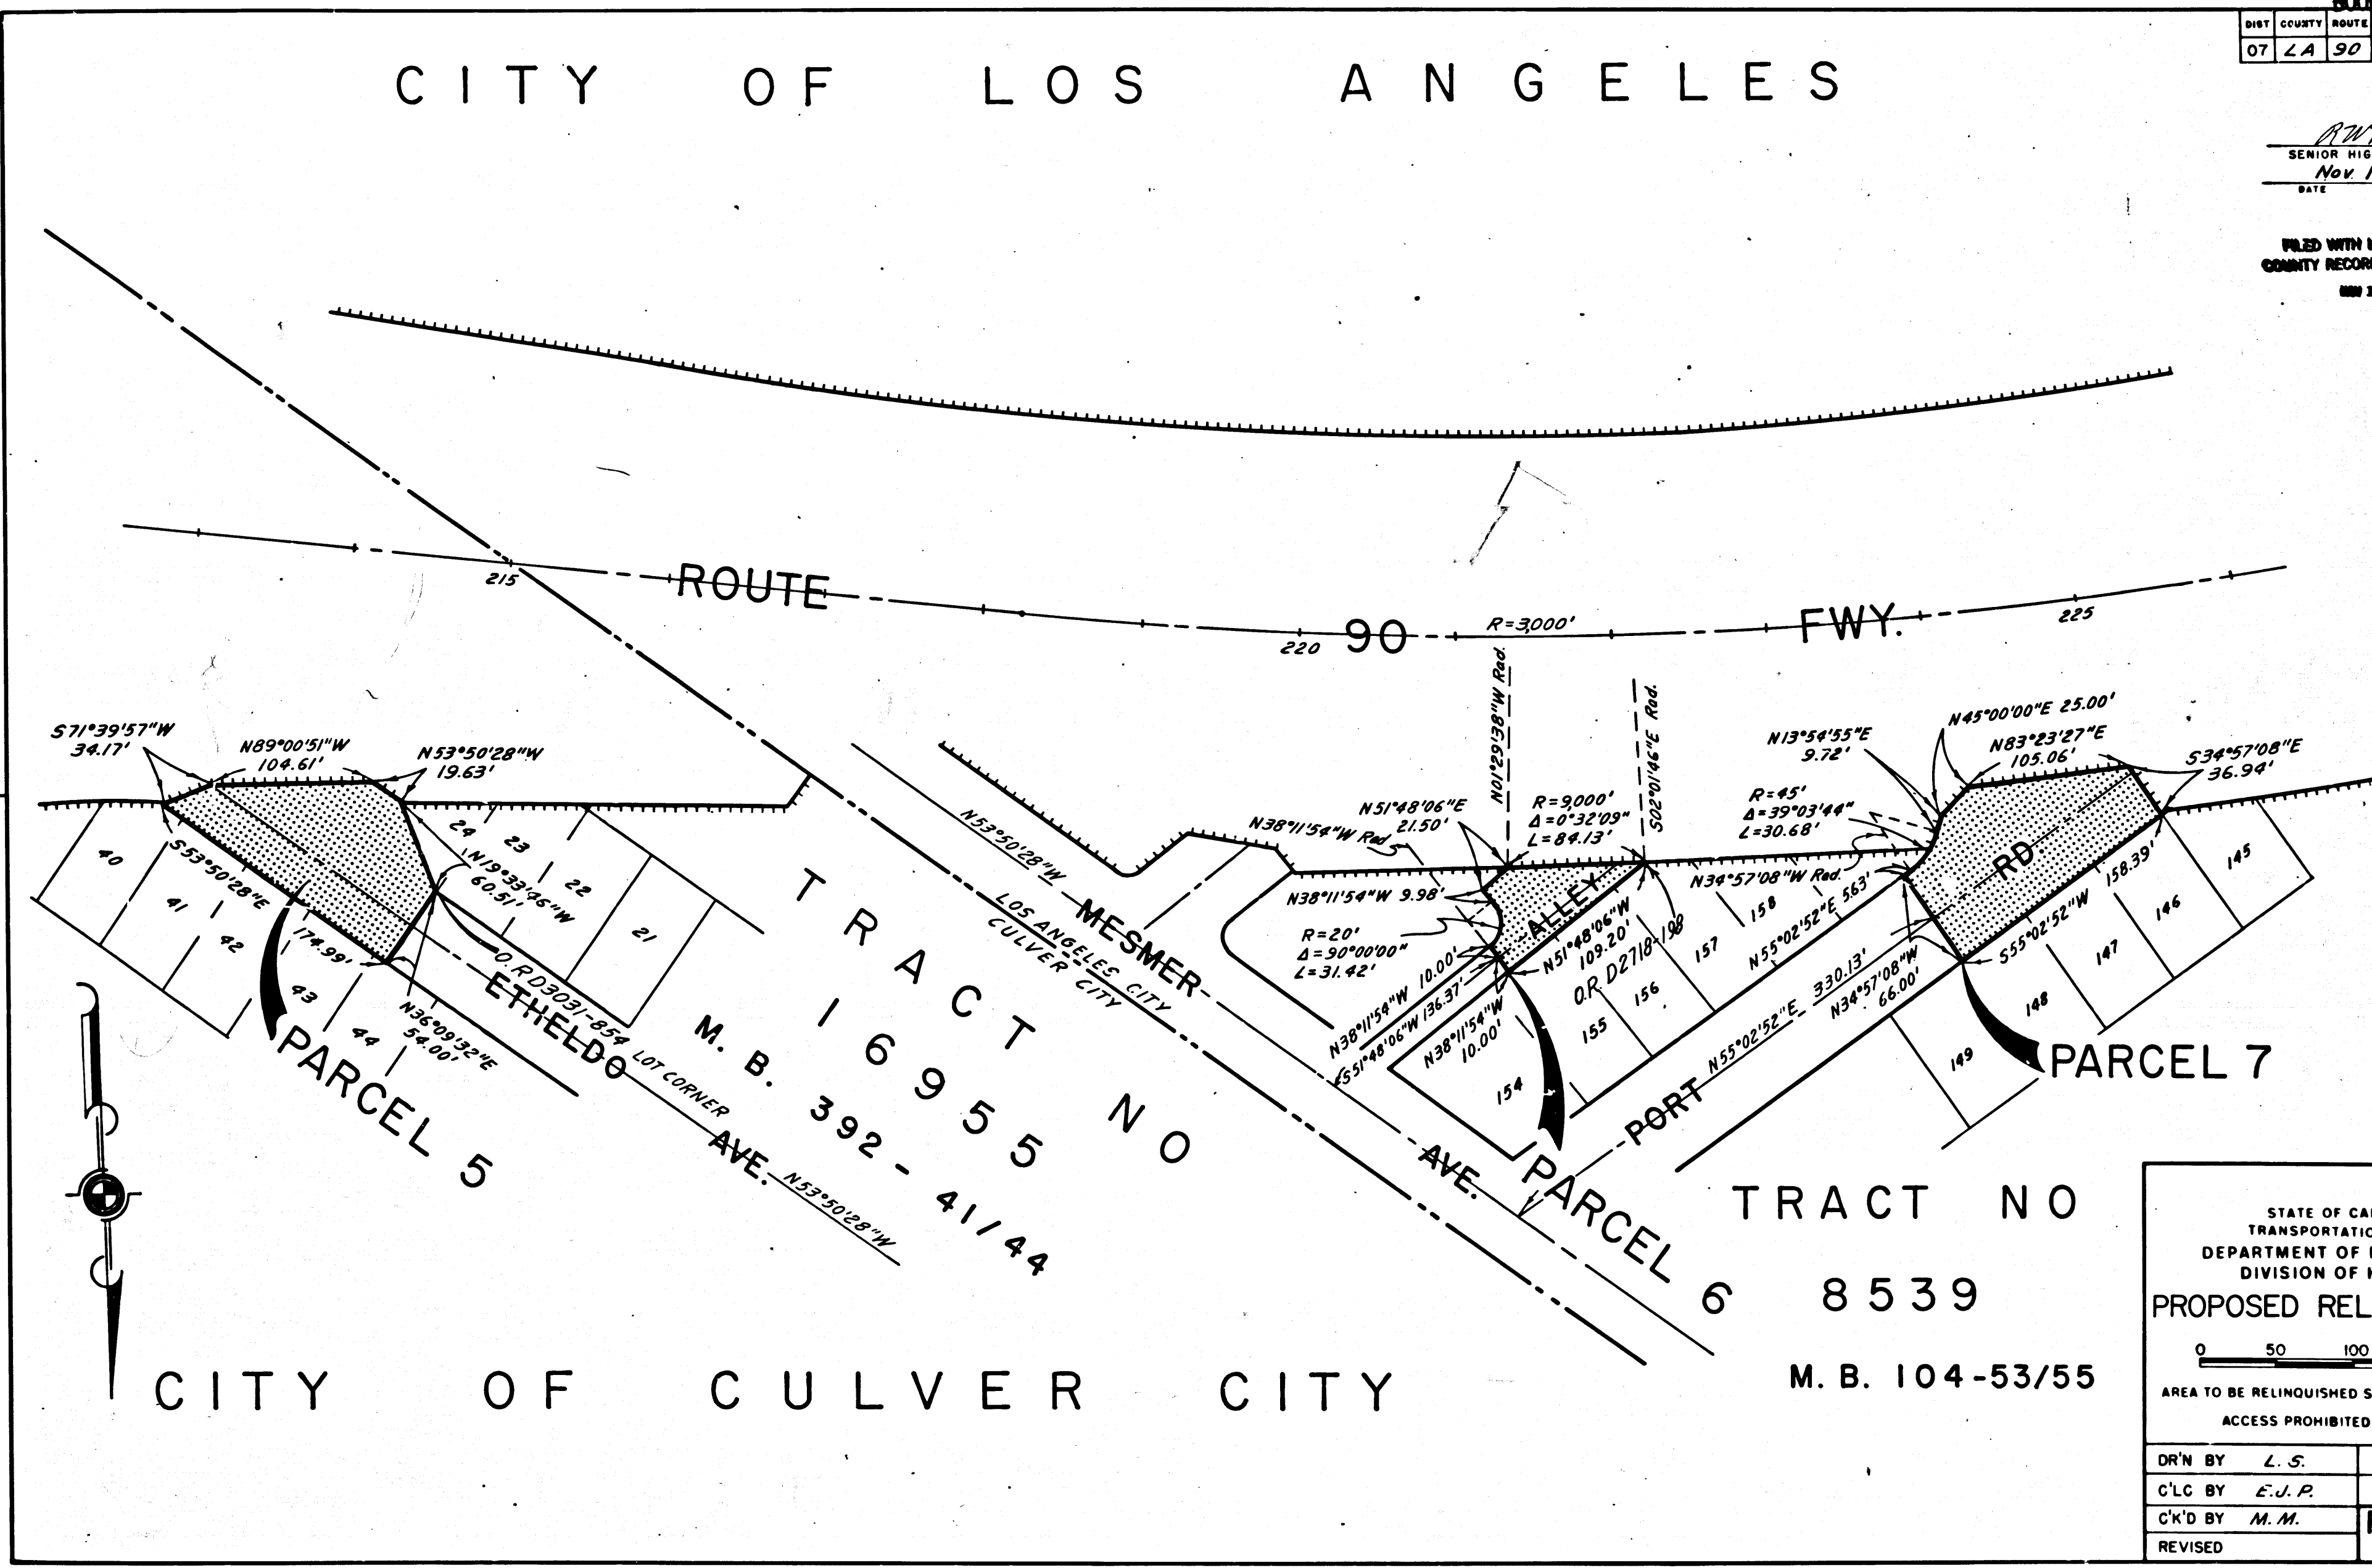 DIST COUNTY ROUTE
07 LA 90
CITY OF LOS ANGELES
SENIOR HIG
Nov.
DATE
FILED WITH
COUNTY RECOR
215
ROUTE 90 FWY.
220
R=3,000'
225
S71°39'57"W
34.17'
N89°00'51"W
104.61'
N53°50'28"W
19.63'
N01°29'38"W Rad.
S02°01'46"E Rad.
N13°54'55"E
9.72'
N45°00'00"E 25.00'
N83°23'27"E
105.06'
S34°57'08"E
36.94'
N51°48'06"E
21.50'
R=9,000'
Δ=0°32'09"
L=84.13'
R=45'
Δ=39°03'44"
L=30.68'
N38°11'54"W Rad
N38°11'54"W 9.98'
R=20'
Δ=90°00'00"
L=31.42'
N34°57'08"W Rad.
40
41
42
43
44
24
23
22
21
S53°50'28"E
174.99'
N19°33'46"W
60.51'
N36°09'32"E
54.00'
O.R.D3031-854 LOT CORNER
ETHELDO AVE.
N53°50'28"W
PARCEL 5
TRACT NO
16955
M. B. 392 - 41/44
N53°50'28"W
LOS ANGELES CITY
CULVER CITY
MESMER AVE.
ALLEY
N38°11'54"W 10.00'
S51°48'06"W 136.37'
N38°11'54"W
10.00'
N51°48'06"W
109.20'
O.R. D2718-198
154
155
156
157
158
N55°02'52"E 5.63'
PARCEL 6
PORT RD
N55°02'52"E 330.13'
N34°57'08"W
66.00'
S55°02'52"W 158.39'
145
146
147
148
149
PARCEL 7
TRACT NO
8539
M. B. 104-53/55
CITY OF CULVER CITY
STATE OF CA
TRANSPORTATIO
DEPARTMENT OF
DIVISION OF
PROPOSED REL
0 50 100
AREA TO BE RELINQUISHED S
ACCESS PROHIBITED
DR'N BY L. S.
C'LC BY E.J.P.
C'K'D BY M. M.
REVISED